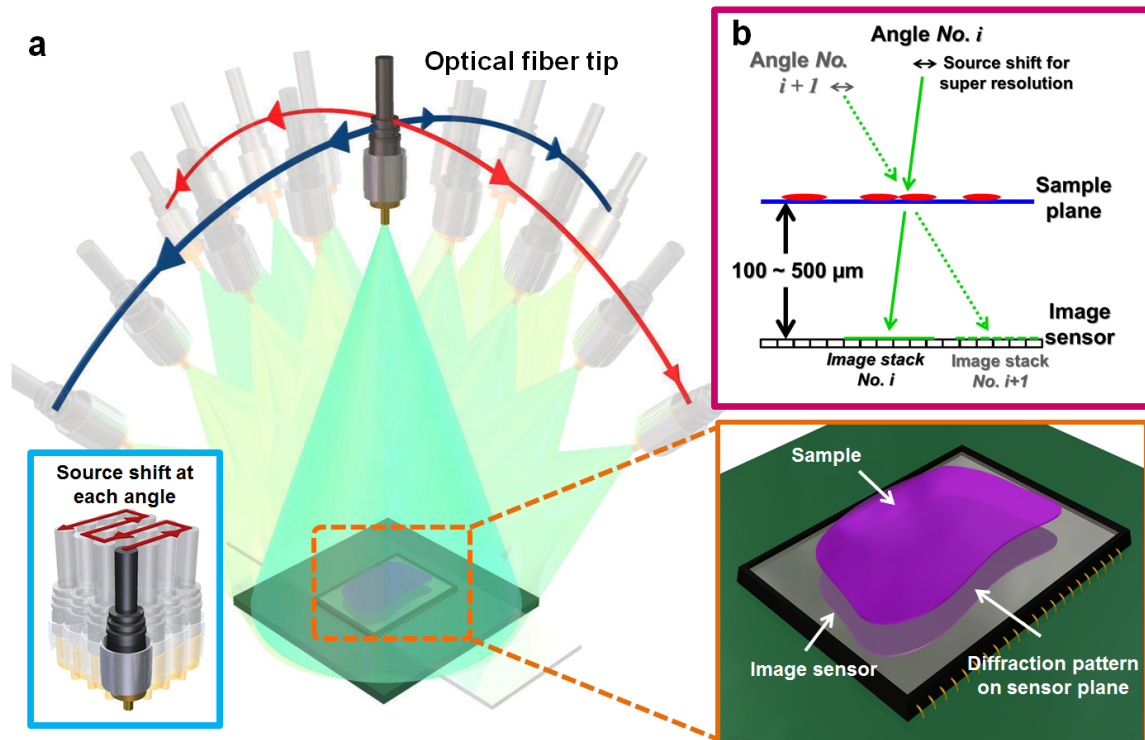 a
Optical fiber tip
Source shift at
each angle
b
Angle No. i
Angle No.
i + 1
Source shift for
super resolution
Sample
plane
100 ~ 500 µm
Image
sensor
Image stack
No. i
Image stack
No. i+1
Sample
Image sensor
Diffraction pattern
on sensor plane